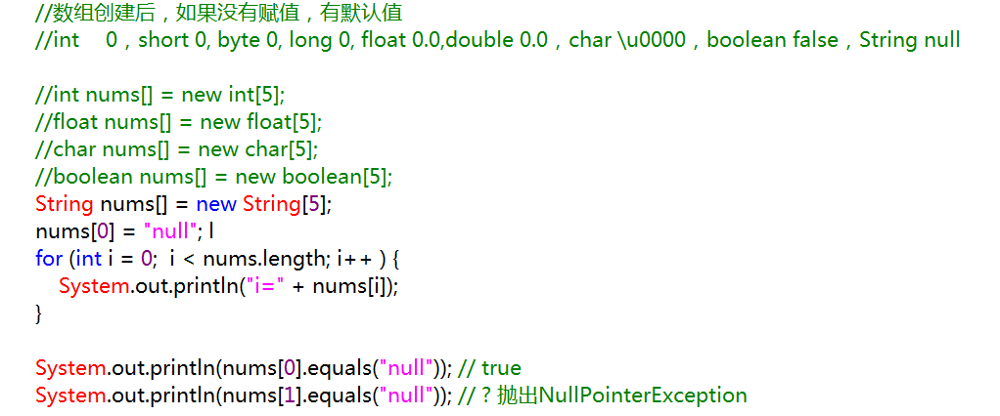 //数组创建后，如果没有赋值，有默认值
//int 0，short 0, byte 0, long 0, float 0.0,double 0.0，char \u0000，boolean false，String null
//int nums[] = new int[5];
//float nums[] = new float[5];
//char nums[] = new char[5];
//boolean nums[] = new boolean[5];
String nums[] = new String[5];
nums[0] = "null"; l
for (int i = 0; i < nums.length; i++ ) {
System.out.println("i=" + nums[i]);
}
System.out.println(nums[0].equals("null")); // true
System.out.println(nums[1].equals("null")); // ? 抛出NullPointerException